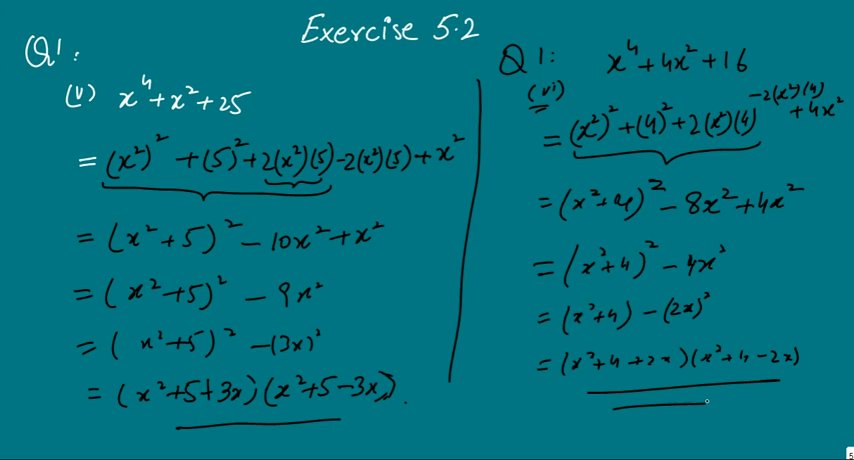 Exercise 5.2
Q1:
(v) x⁴+x²+25
= (x²)² +(5)²+2(x²)(5)-2(x²)(5)+x²
= (x²+5)² -10x²+x²
= (x²+5)² - 9x²
= (x²+5)² -(3x)²
= (x²+5+3x)(x²+5-3x).
Q1: x⁴+4x²+16
(vi)
= (x²)²+(4)²+2(x²)(4) -2(x²)(4)
+4x²
= (x²+4)² - 8x²+4x²
= (x²+4)² - 4x²
= (x²+4) - (2x)²
= (x²+4+2x)(x²+4-2x)
5